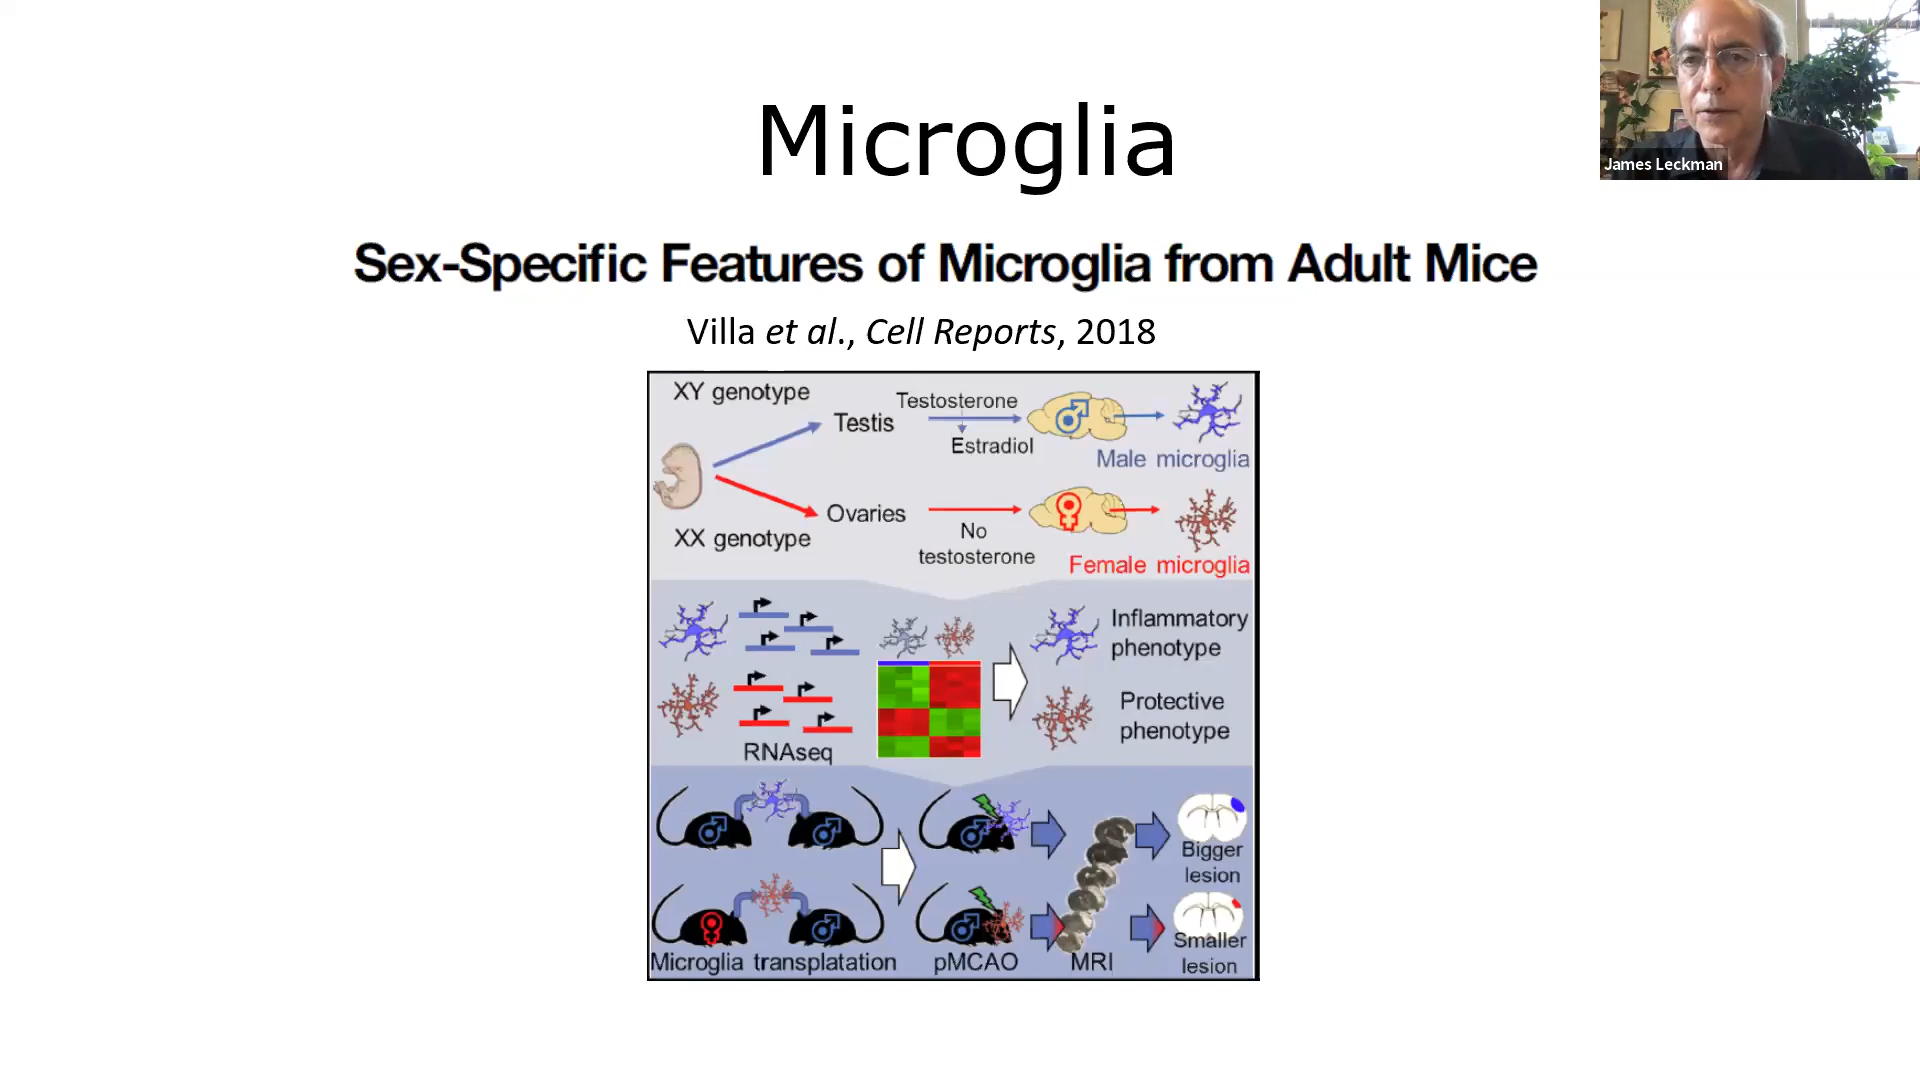 Microglia
James Leckman
Sex-Specific Features of Microglia from Adult Mice
Villa et al., Cell Reports, 2018
XY genotype
Testis
Testosterone
Estradiol
Male microglia
XX genotype
Ovaries
No
testosterone
Female microglia
RNAseq
Inflammatory
phenotype
Protective
phenotype
Bigger
lesion
Microglia transplatation
pMCAO
MRI
Smaller
lesion